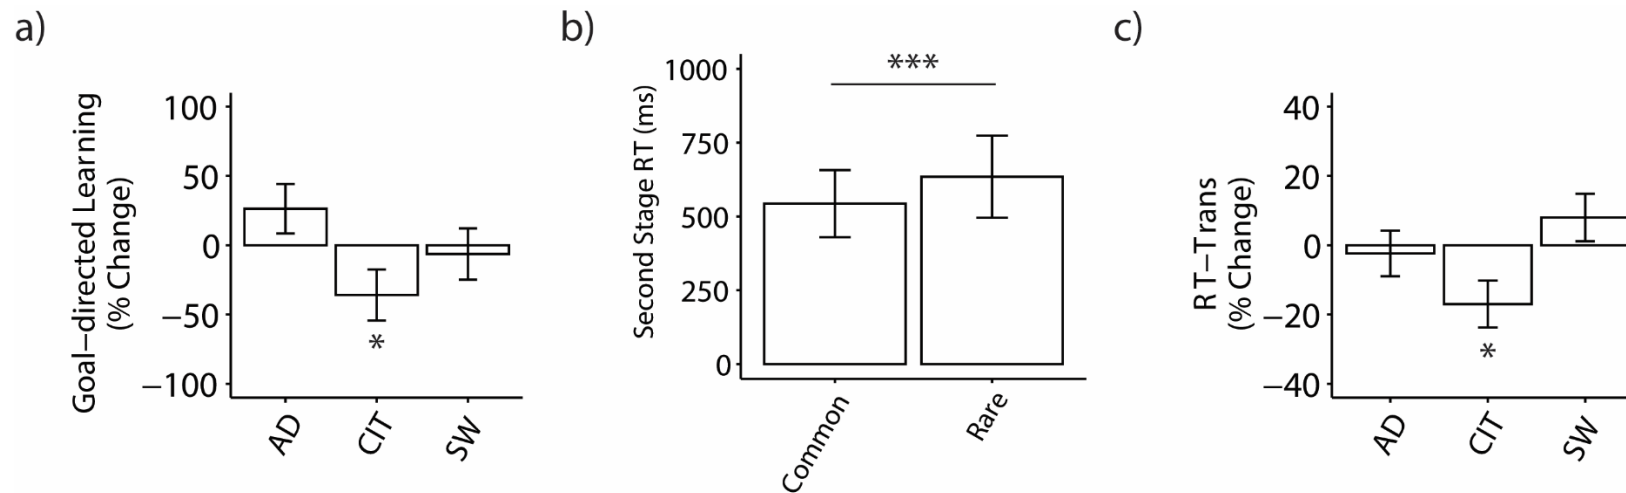 a)
Goal–directed Learning
(% Change)
100
50
0
−50
−100
*
AD
CIT
SW
b)
***
Second Stage RT (ms)
1000
750
500
250
0
Common
Rare
c)
RT–Trans
(% Change)
40
20
0
−20
−40
*
AD
CIT
SW